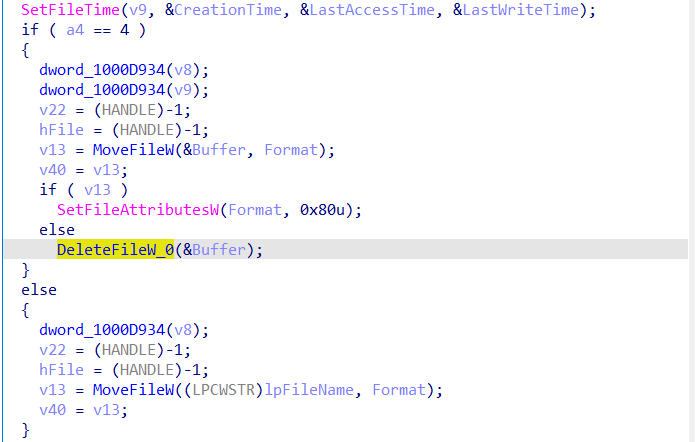 SetFileTime(v9, &CreationTime, &LastAccessTime, &LastWriteTime);
if ( a4 == 4 )
{
dword_1000D934(v8);
dword_1000D934(v9);
v22 = (HANDLE)-1;
hFile = (HANDLE)-1;
v13 = MoveFileW(&Buffer, Format);
v40 = v13;
if ( v13 )
SetFileAttributesW(Format, 0x80u);
else
DeleteFileW_0(&Buffer);
}
else
{
dword_1000D934(v8);
v22 = (HANDLE)-1;
hFile = (HANDLE)-1;
v13 = MoveFileW((LPCWSTR)lpFileName, Format);
v40 = v13;
}